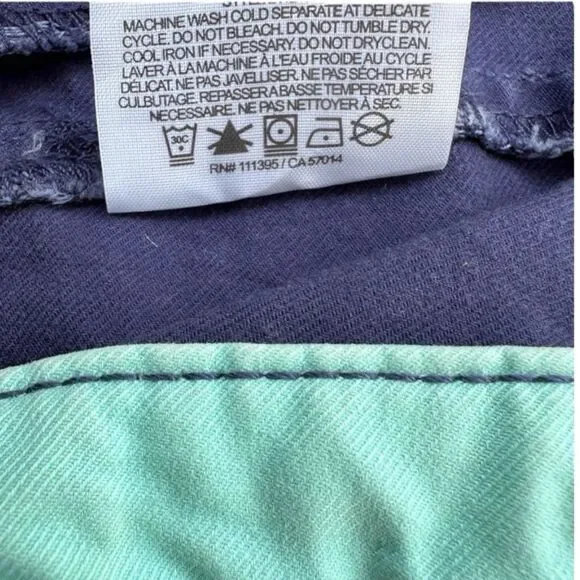 MACHINE WASH COLD SEPARATE AT DELICATE
CYCLE. DO NOT BLEACH. DO NOT TUMBLE DRY.
COOL IRON IF NECESSARY. DO NOT DRYCLEAN.
LAVER À LA MACHINE À L'EAU FROIDE AU CYCLE
DÉLICAT. NE PAS JAVELLISER. NE PAS SÉCHER PAR
CULBUTAGE. REPASSER A BASSE TEMPERATURE SI
NÉCESSAIRE. NE PAS NETTOYER À SEC.
30C
RN# 111395 / CA 57014